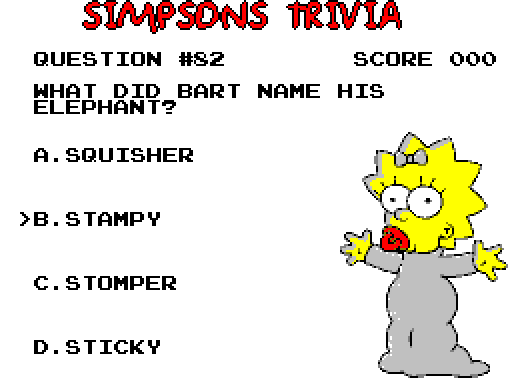 SIMPSONS TRIVIA
QUESTION #82 SCORE 000
WHAT DID BART NAME HIS
ELEPHANT?
A.SQUISHER
>B.STAMPY
C.STOMPER
D.STICKY